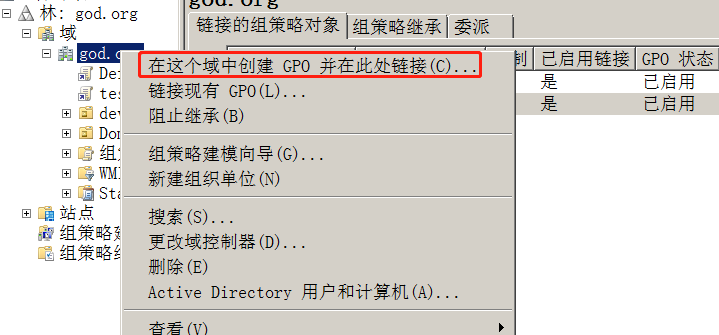 林: god.org
域
god.org
Def
tes
dev
Dom
组
WMI
Sta
站点
组策略建
组策略结
god.org
链接的组策略对象
组策略继承
委派
制
已启用链接
GPO 状态
是
已启用
是
已启用
在这个域中创建 GPO 并在此处链接(C)...
链接现有 GPO(L)...
阻止继承(B)
组策略建模向导(G)...
新建组织单位(N)
搜索(S)...
更改域控制器(D)...
删除(E)
Active Directory 用户和计算机(A)...
查看(V)